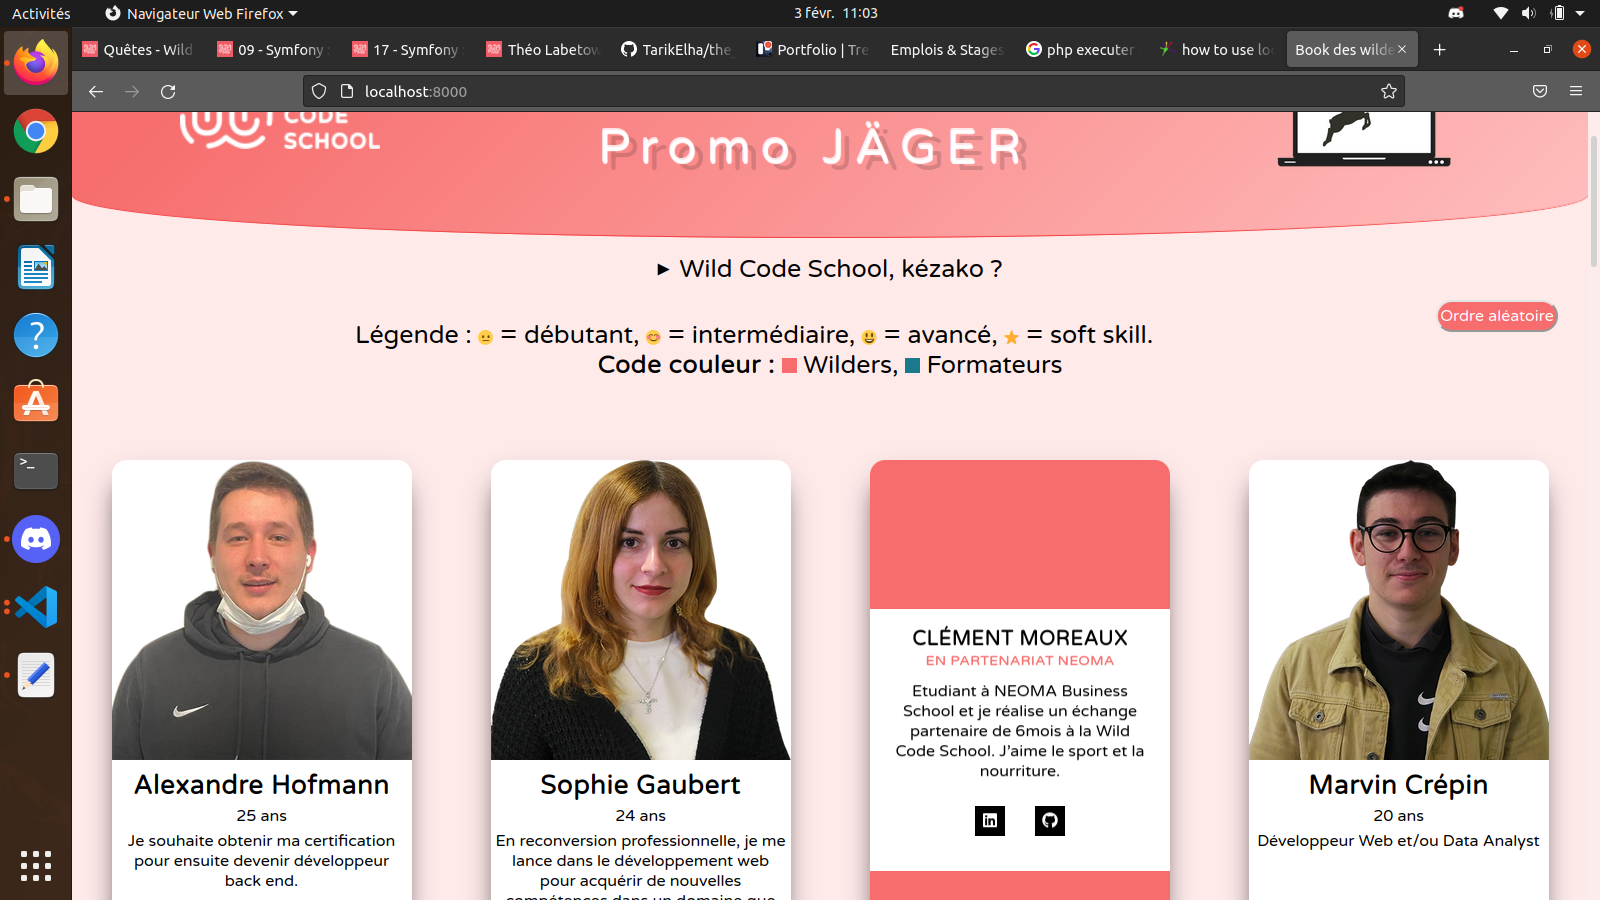 Activités
Navigateur Web Firefox
3 févr. 11:03
Quêtes - Wild
09 - Symfony :
17 - Symfony :
Théo Labetow
TarikElha/the_
Portfolio | Tre
Emplois & Stages
php executer
how to use lo
Book des wilde
localhost:8000
CODE
SCHOOL
Promo JÄGER
▶ Wild Code School, kézako ?
Ordre aléatoire
Légende : 😐 = débutant, 😊 = intermédiaire, 😃 = avancé, ⭐ = soft skill.
Code couleur : Wilders, Formateurs
Alexandre Hofmann
25 ans
Je souhaite obtenir ma certification
pour ensuite devenir développeur
back end.
Sophie Gaubert
24 ans
En reconversion professionnelle, je me
lance dans le développement web
pour acquérir de nouvelles
compétences dans un domaine que
CLÉMENT MOREAUX
EN PARTENARIAT NEOMA
Etudiant à NEOMA Business
School et je réalise un échange
partenaire de 6mois à la Wild
Code School. J'aime le sport et la
nourriture.
Marvin Crépin
20 ans
Développeur Web et/ou Data Analyst